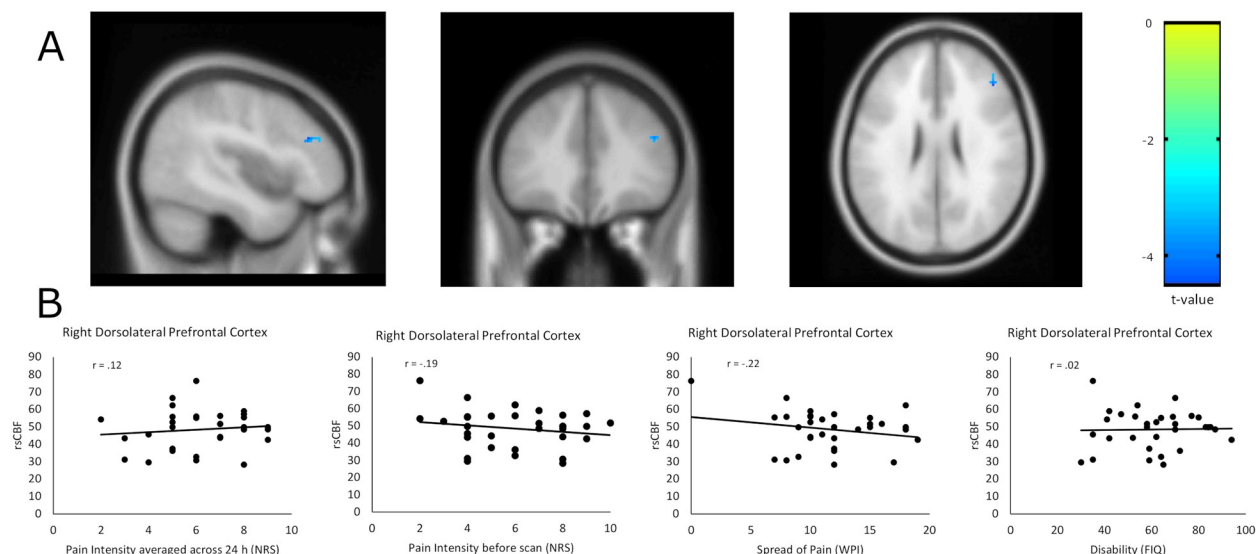 A
0
-2
-4
t-value
B
Right Dorsolateral Prefrontal Cortex
r = .12
rsCBF
90
80
70
60
50
40
30
20
10
0
0 2 4 6 8 10
Pain Intensity averaged across 24 h (NRS)
Right Dorsolateral Prefrontal Cortex
r = -.19
rsCBF
90
80
70
60
50
40
30
20
10
0
0 2 4 6 8 10
Pain Intensity before scan (NRS)
Right Dorsolateral Prefrontal Cortex
r = -.22
rsCBF
90
80
70
60
50
40
30
20
10
0
0 5 10 15 20
Spread of Pain (WPI)
Right Dorsolateral Prefrontal Cortex
r = .02
rsCBF
90
80
70
60
50
40
30
20
10
0
0 20 40 60 80 100
Disability (FIQ)